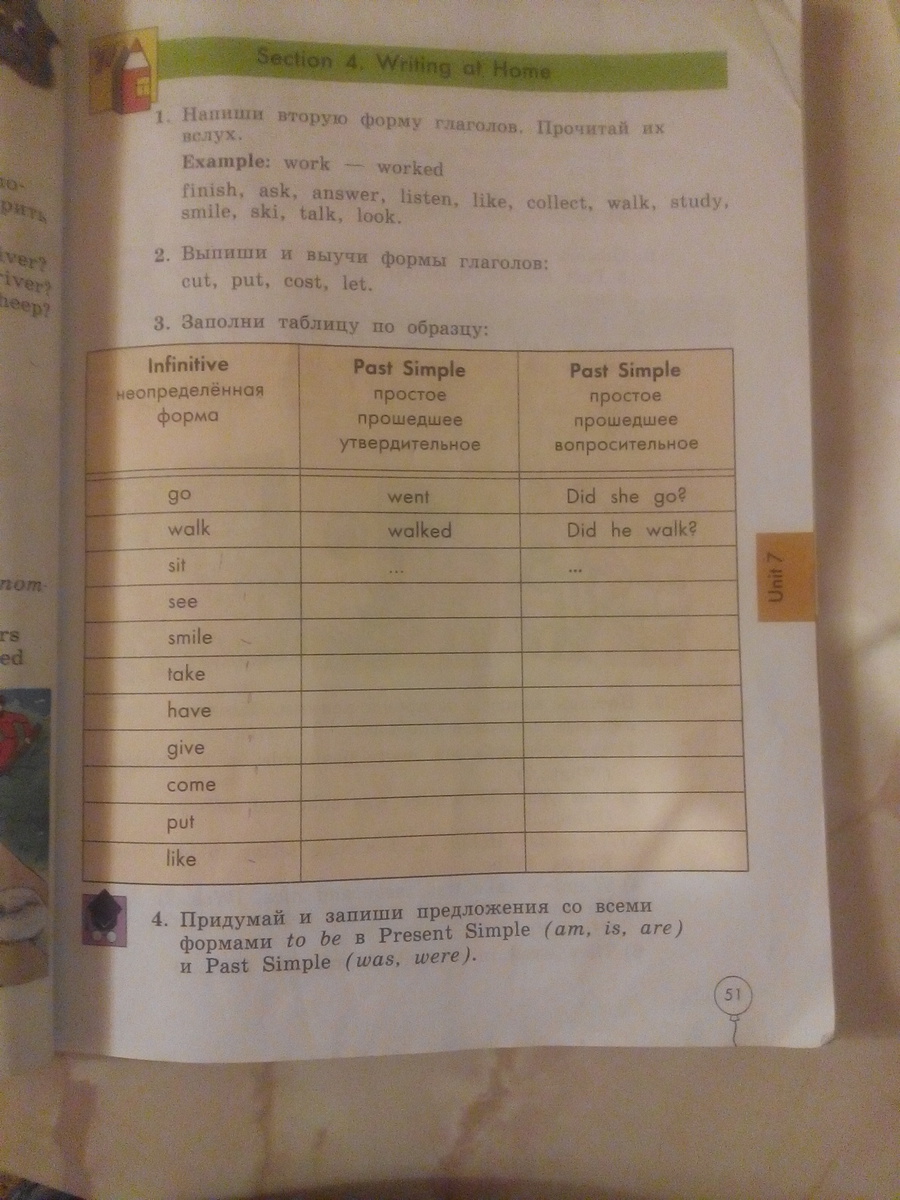 Section 4. Writing at Home
1. Напиши вторую форму глаголов. Прочитай их
вслух.
Example: work — worked
finish, ask, answer, listen, like, collect, walk, study,
smile, ski, talk, look.
2. Выпиши и выучи формы глаголов:
cut, put, cost, let.
3. Заполни таблицу по образцу:
Infinitive
неопределённая
форма
Past Simple
простое
прошедшее
утвердительное
Past Simple
простое
прошедшее
вопросительное
go went Did she go?
walk walked Did he walk?
sit ... ...
see
smile
take
have
give
come
put
like
4. Придумай и запиши предложения со всеми
формами to be в Present Simple (am, is, are)
и Past Simple (was, were).
51
Unit 7